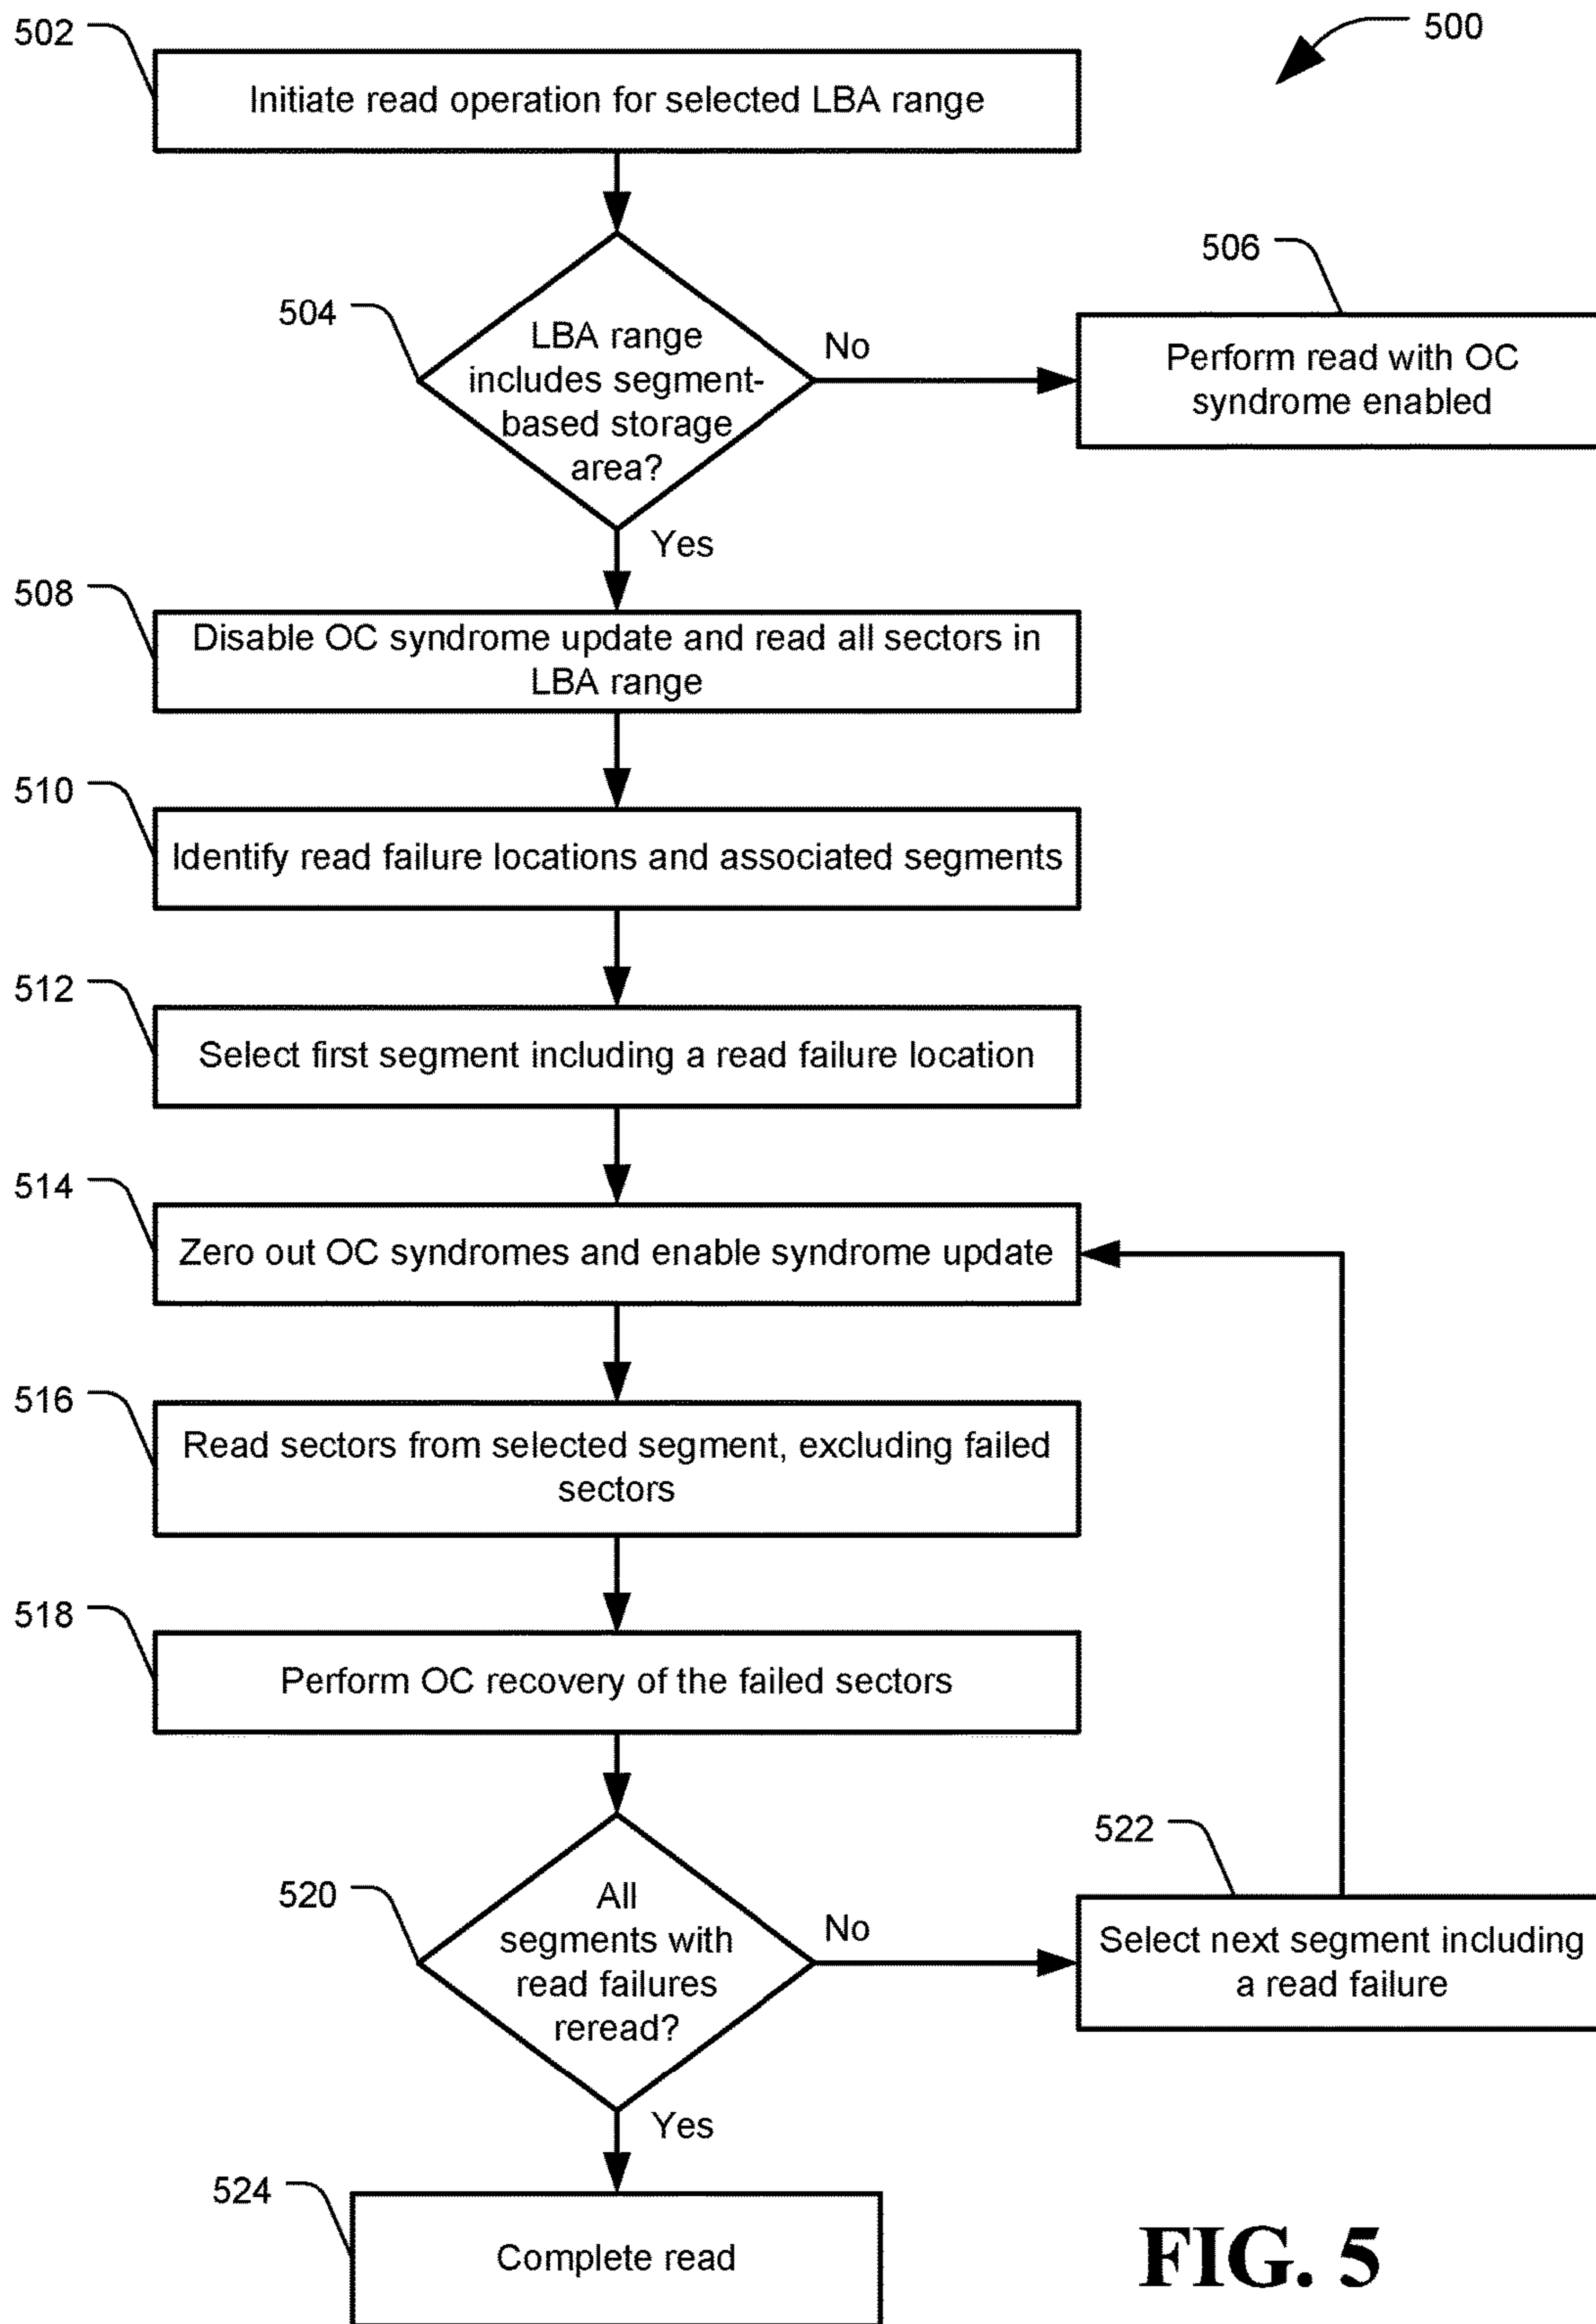 500
502
Initiate read operation for selected LBA range
504
LBA range
includes segment-
based storage
area?
No
506
Perform read with OC
syndrome enabled
Yes
508
Disable OC syndrome update and read all sectors in
LBA range
510
Identify read failure locations and associated segments
512
Select first segment including a read failure location
514
Zero out OC syndromes and enable syndrome update
516
Read sectors from selected segment, excluding failed
sectors
518
Perform OC recovery of the failed sectors
520
All
segments with
read failures
reread?
No
522
Select next segment including
a read failure
Yes
524
Complete read
FIG. 5